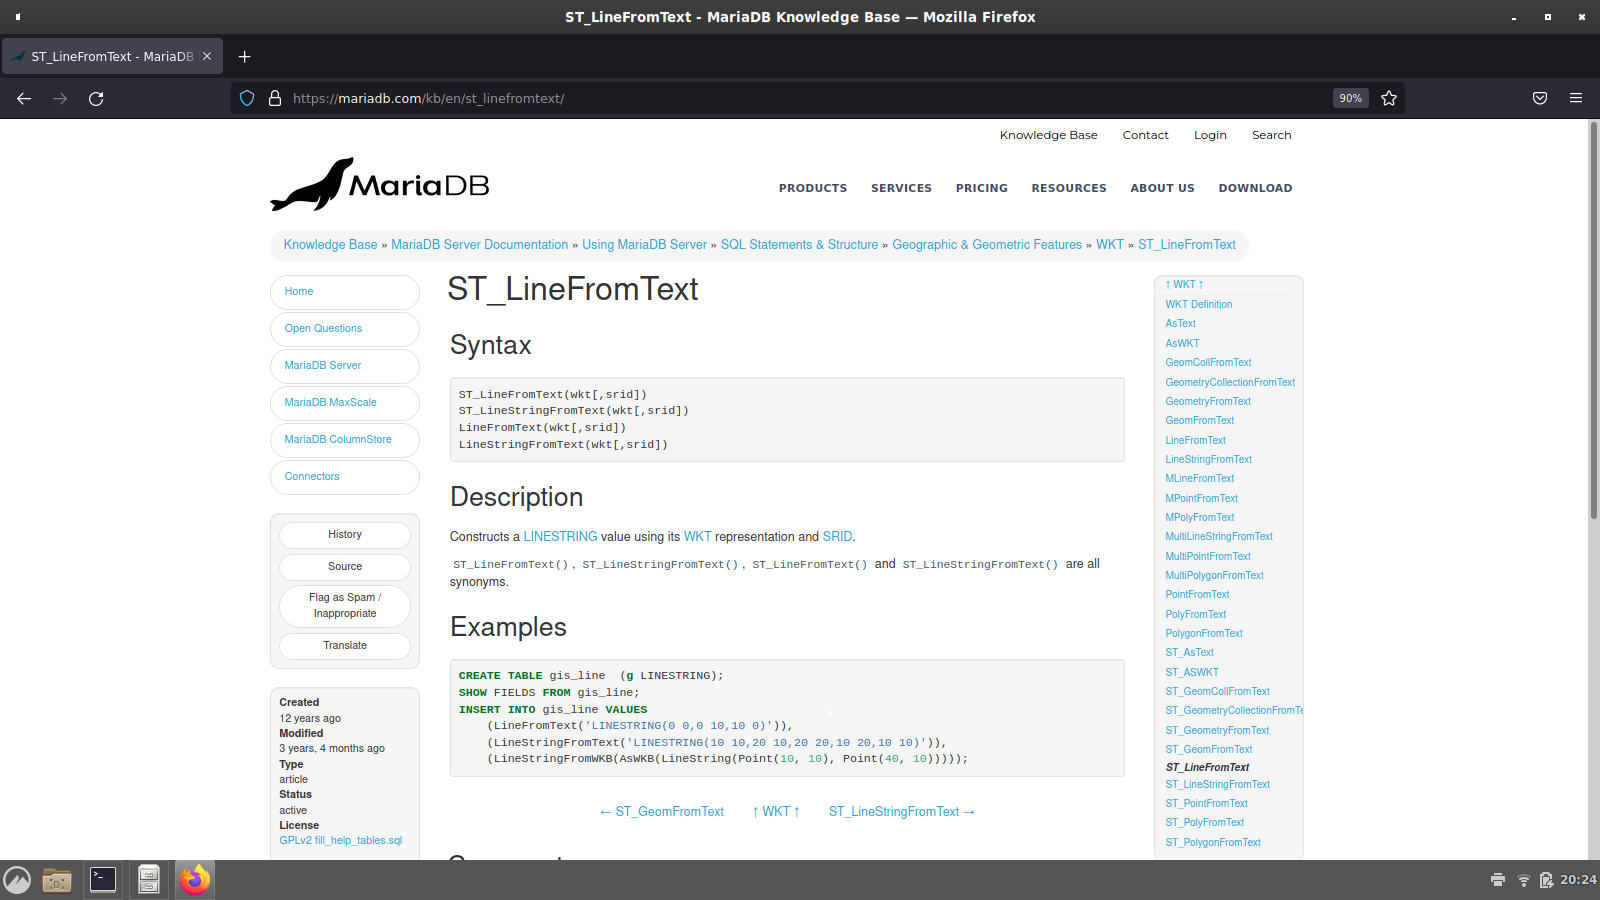 ST_LineFromText - MariaDB Knowledge Base — Mozilla Firefox
ST_LineFromText - MariaDB
https://mariadb.com/kb/en/st_linefromtext/
90%
Knowledge Base Contact Login Search
MariaDB
PRODUCTS SERVICES PRICING RESOURCES ABOUT US DOWNLOAD
Knowledge Base » MariaDB Server Documentation » Using MariaDB Server » SQL Statements & Structure » Geographic & Geometric Features » WKT » ST_LineFromText
Home
Open Questions
MariaDB Server
MariaDB MaxScale
MariaDB ColumnStore
Connectors
History
Source
Flag as Spam /
Inappropriate
Translate
Created
12 years ago
Modified
3 years, 4 months ago
Type
article
Status
active
License
GPLv2 fill_help_tables.sql
ST_LineFromText
Syntax
ST_LineFromText(wkt[,srid])
ST_LineStringFromText(wkt[,srid])
LineFromText(wkt[,srid])
LineStringFromText(wkt[,srid])
Description
Constructs a LINESTRING value using its WKT representation and SRID.
ST_LineFromText(), ST_LineStringFromText(), ST_LineFromText() and ST_LineStringFromText() are all
synonyms.
Examples
CREATE TABLE gis_line  (g LINESTRING);
SHOW FIELDS FROM gis_line;
INSERT INTO gis_line VALUES
    (LineFromText('LINESTRING(0 0,0 10,10 0)')),
    (LineStringFromText('LINESTRING(10 10,20 10,20 20,10 20,10 10)')),
    (LineStringFromWKB(AsWKB(LineString(Point(10, 10), Point(40, 10)))));
← ST_GeomFromText ↑ WKT ↑ ST_LineStringFromText →
↑ WKT ↑
WKT Definition
AsText
AsWKT
GeomCollFromText
GeometryCollectionFromText
GeometryFromText
GeomFromText
LineFromText
LineStringFromText
MLineFromText
MPointFromText
MPolyFromText
MultiLineStringFromText
MultiPointFromText
MultiPolygonFromText
PointFromText
PolyFromText
PolygonFromText
ST_AsText
ST_ASWKT
ST_GeomCollFromText
ST_GeometryCollectionFromTe
ST_GeometryFromText
ST_GeomFromText
ST_LineFromText
ST_LineStringFromText
ST_PointFromText
ST_PolyFromText
ST_PolygonFromText
20:24